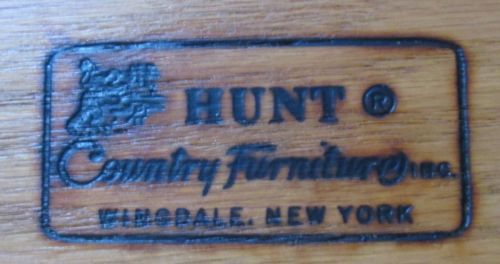 HUNT ®
Country Furniture INC.
WINGDALE, NEW YORK